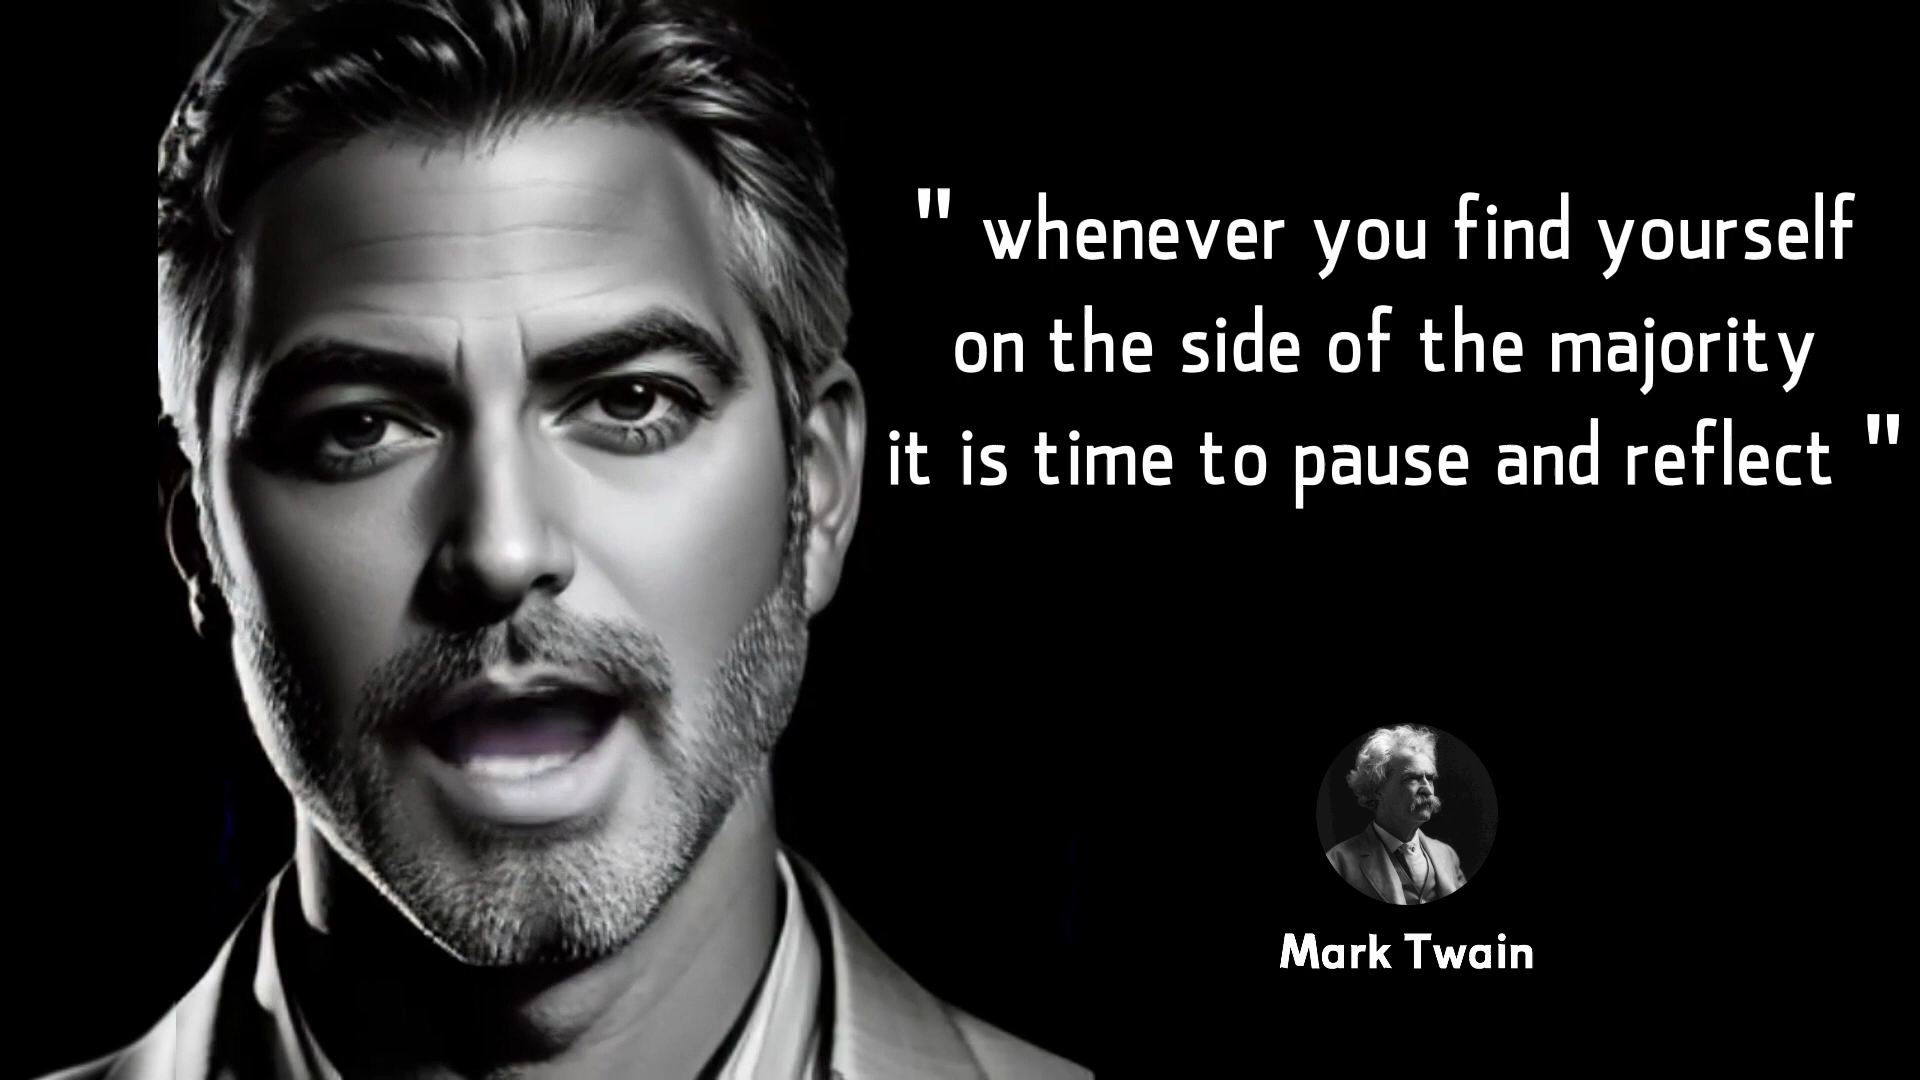 " whenever you find yourself
on the side of the majority
it is time to pause and reflect "
Mark Twain